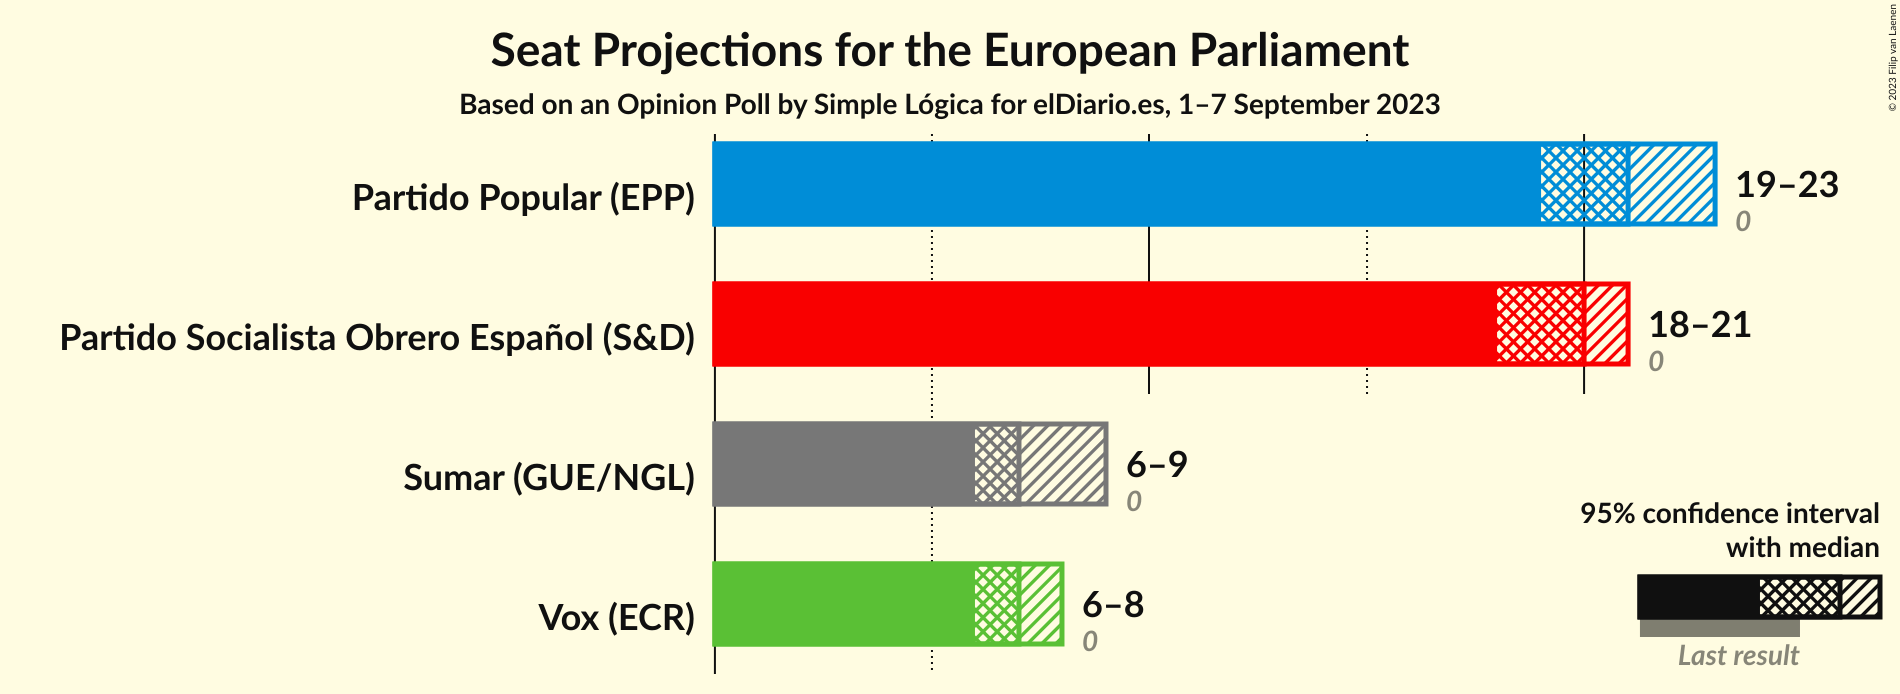 Seat Projections for the European Parliament
Based on an Opinion Poll by Simple Lógica for elDiario.es, 1–7 September 2023
© 2023 Filip van Laenen
Partido Popular (EPP)
19–23
0
Partido Socialista Obrero Español (S&D)
18–21
0
Sumar (GUE/NGL)
6–9
0
Vox (ECR)
6–8
0
95% confidence interval
with median
Last result